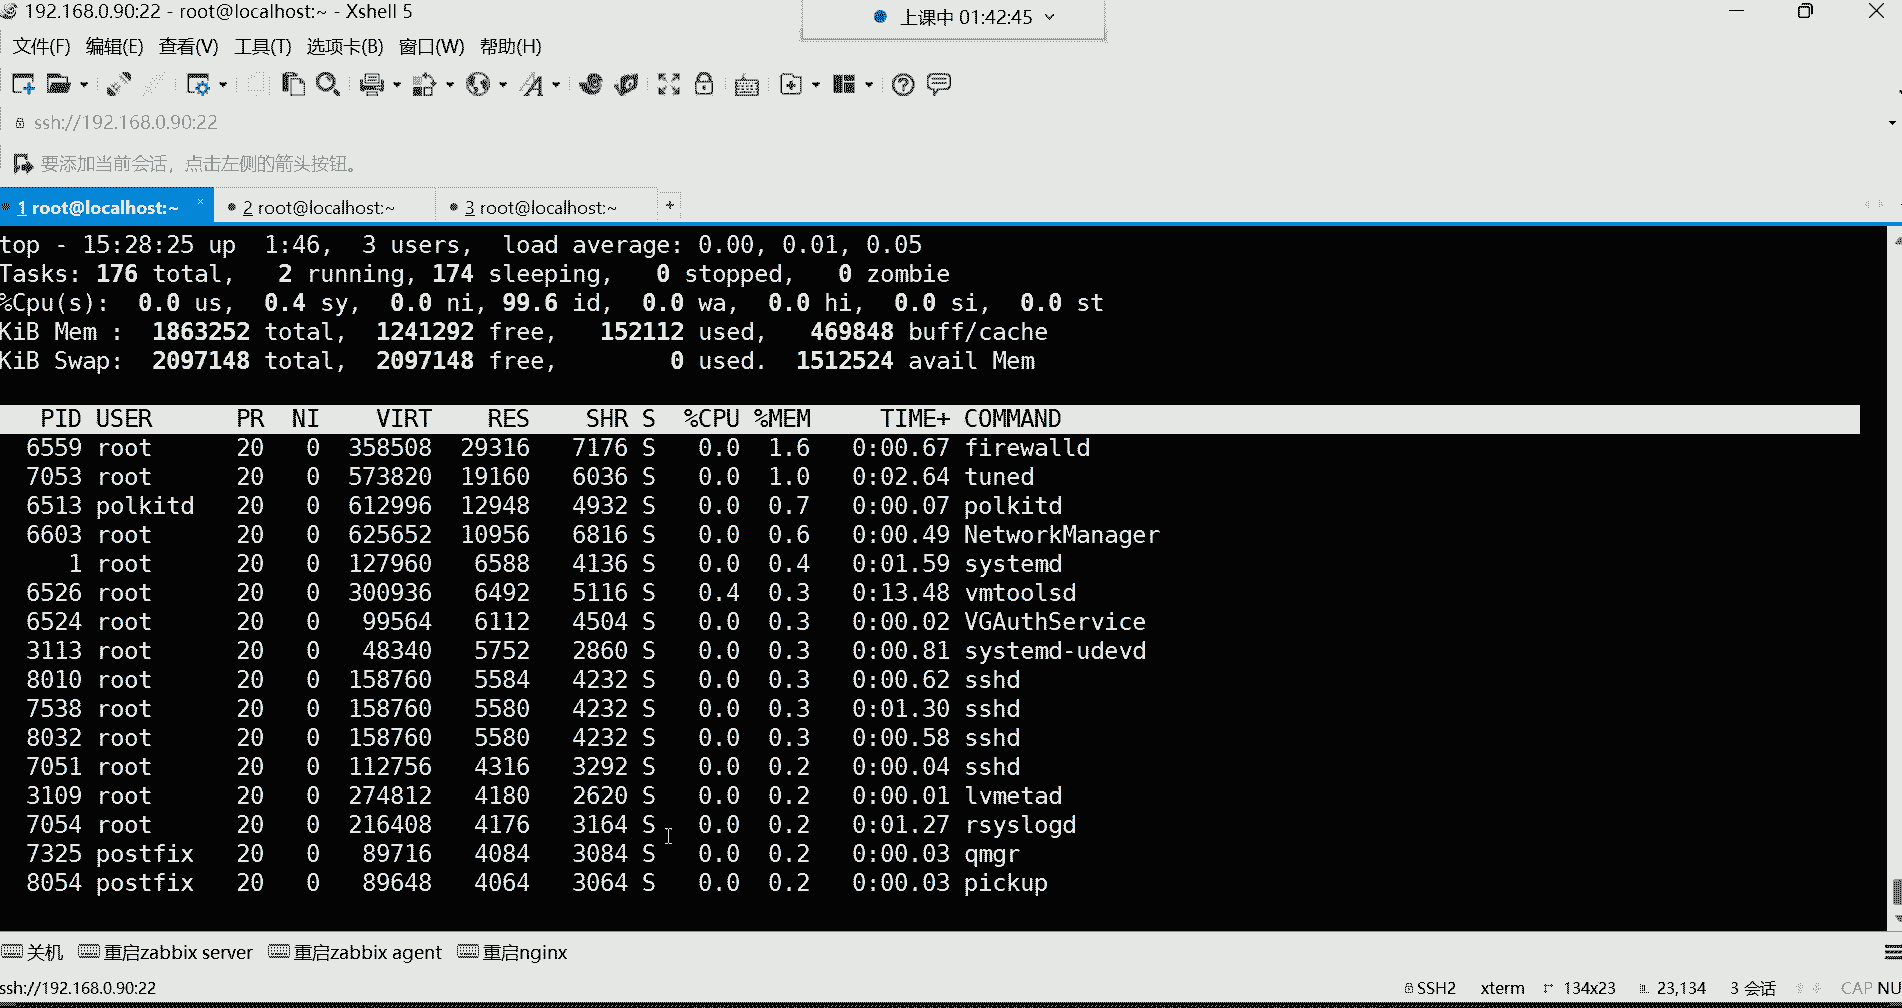 192.168.0.90:22 - root@localhost:~ - Xshell 5
上课中 01:42:45
文件(F) 编辑(E) 查看(V) 工具(T) 选项卡(B) 窗口(W) 帮助(H)
ssh://192.168.0.90:22
要添加当前会话，点击左侧的箭头按钮。
1 root@localhost:~ × 2 root@localhost:~ 3 root@localhost:~ +
top - 15:28:25 up  1:46,  3 users,  load average: 0.00, 0.01, 0.05
Tasks: 176 total,   2 running, 174 sleeping,   0 stopped,   0 zombie
%Cpu(s):  0.0 us,  0.4 sy,  0.0 ni, 99.6 id,  0.0 wa,  0.0 hi,  0.0 si,  0.0 st
KiB Mem :  1863252 total,  1241292 free,   152112 used,   469848 buff/cache
KiB Swap:  2097148 total,  2097148 free,        0 used.  1512524 avail Mem
PID USER PR NI VIRT RES SHR S %CPU %MEM TIME+ COMMAND
6559 root 20 0 358508 29316 7176 S 0.0 1.6 0:00.67 firewalld
7053 root 20 0 573820 19160 6036 S 0.0 1.0 0:02.64 tuned
6513 polkitd 20 0 612996 12948 4932 S 0.0 0.7 0:00.07 polkitd
6603 root 20 0 625652 10956 6816 S 0.0 0.6 0:00.49 NetworkManager
1 root 20 0 127960 6588 4136 S 0.0 0.4 0:01.59 systemd
6526 root 20 0 300936 6492 5116 S 0.4 0.3 0:13.48 vmtoolsd
6524 root 20 0 99564 6112 4504 S 0.0 0.3 0:00.02 VGAuthService
3113 root 20 0 48340 5752 2860 S 0.0 0.3 0:00.81 systemd-udevd
8010 root 20 0 158760 5584 4232 S 0.0 0.3 0:00.62 sshd
7538 root 20 0 158760 5580 4232 S 0.0 0.3 0:01.30 sshd
8032 root 20 0 158760 5580 4232 S 0.0 0.3 0:00.58 sshd
7051 root 20 0 112756 4316 3292 S 0.0 0.2 0:00.04 sshd
3109 root 20 0 274812 4180 2620 S 0.0 0.2 0:00.01 lvmetad
7054 root 20 0 216408 4176 3164 S 0.0 0.2 0:01.27 rsyslogd
7325 postfix 20 0 89716 4084 3084 S 0.0 0.2 0:00.03 qmgr
8054 postfix 20 0 89648 4064 3064 S 0.0 0.2 0:00.03 pickup
关机 重启zabbix server 重启zabbix agent 重启nginx
ssh://192.168.0.90:22 SSH2 xterm 134x23 23,134 3 会话 CAP NU